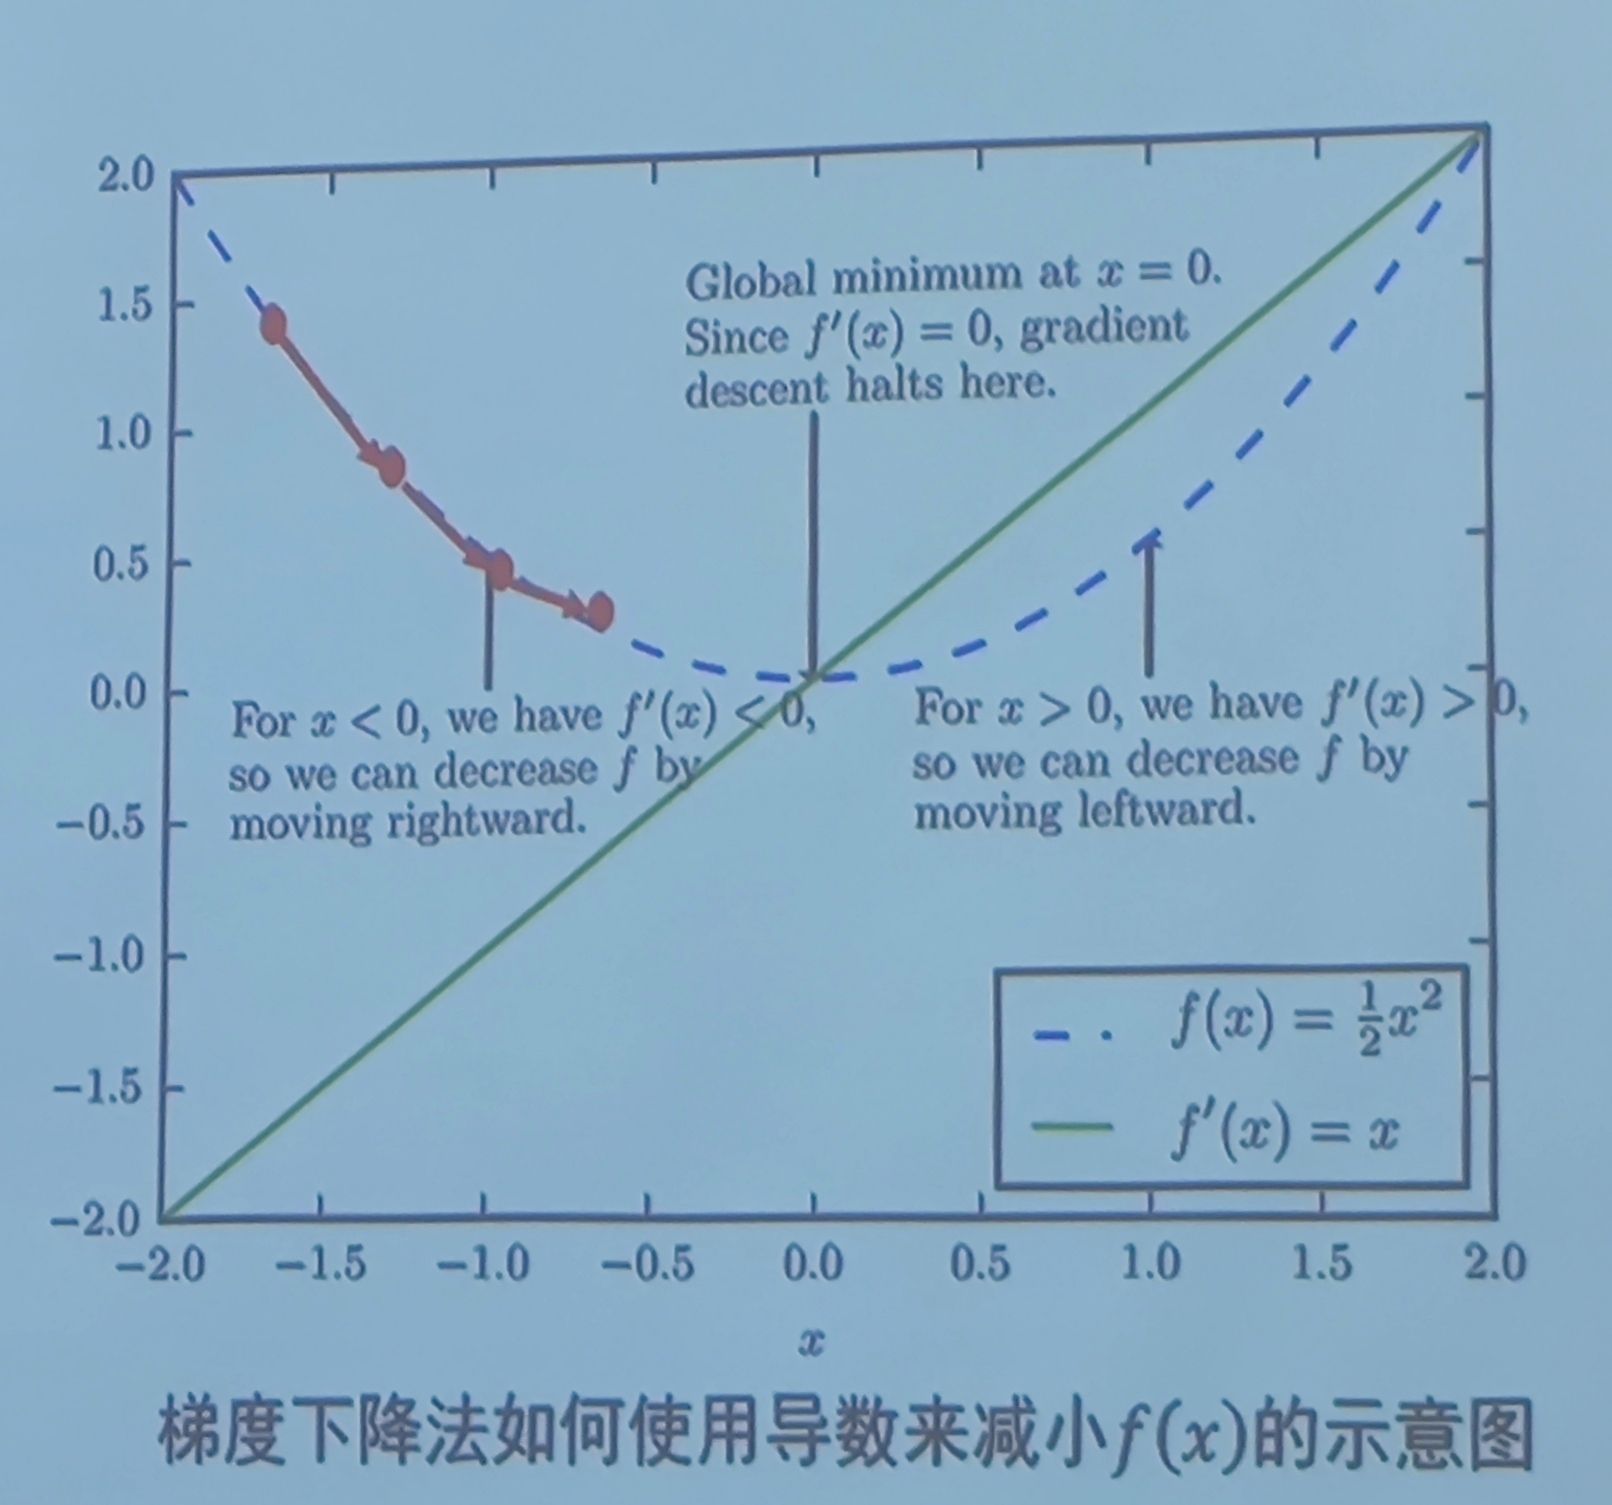 2.0
1.5
1.0
0.5
0.0
−0.5
−1.0
−1.5
−2.0
Global minimum at x = 0.
Since f′(x) = 0, gradient
descent halts here.
For x < 0, we have f′(x) < 0,
so we can decrease f by
moving rightward.
For x > 0, we have f′(x) > 0,
so we can decrease f by
moving leftward.
f(x) = ½x²
f′(x) = x
−2.0 −1.5 −1.0 −0.5 0.0 0.5 1.0 1.5 2.0
x
梯度下降法如何使用导数来减小f(x)的示意图